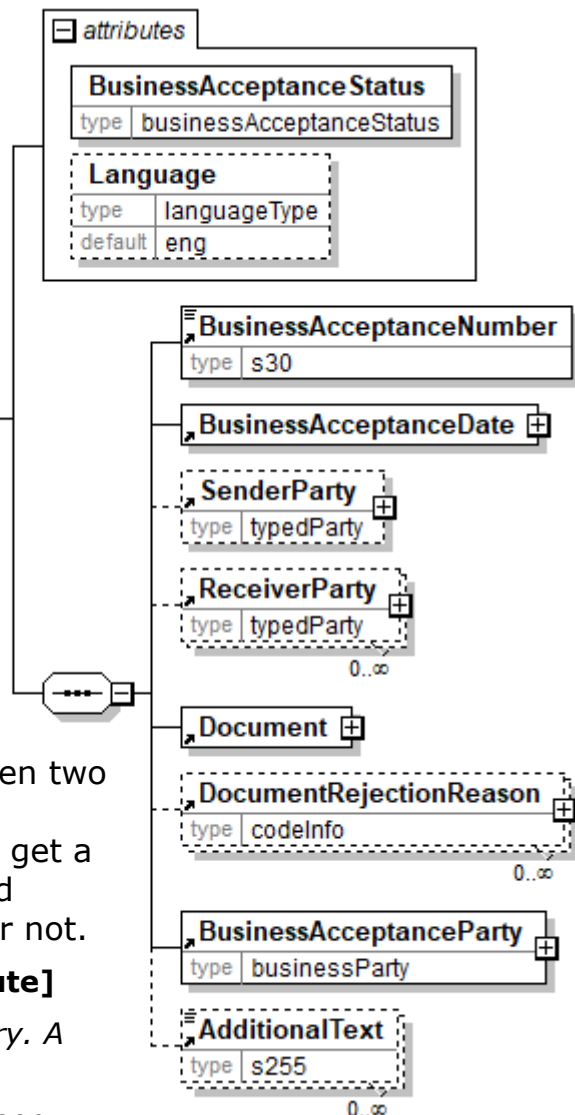 attributes
BusinessAcceptanceStatus
type businessAcceptanceStatus
Language
type languageType
default eng
BusinessAcceptanceNumber
type s30
BusinessAcceptanceDate
SenderParty
type typedParty
ReceiverParty
type typedParty
0..∞
Document
en two
DocumentRejectionReason
type codeInfo
get a
0..∞
d
r not.
BusinessAcceptanceParty
type businessParty
ute]
ry. A
AdditionalText
type s255
0..∞